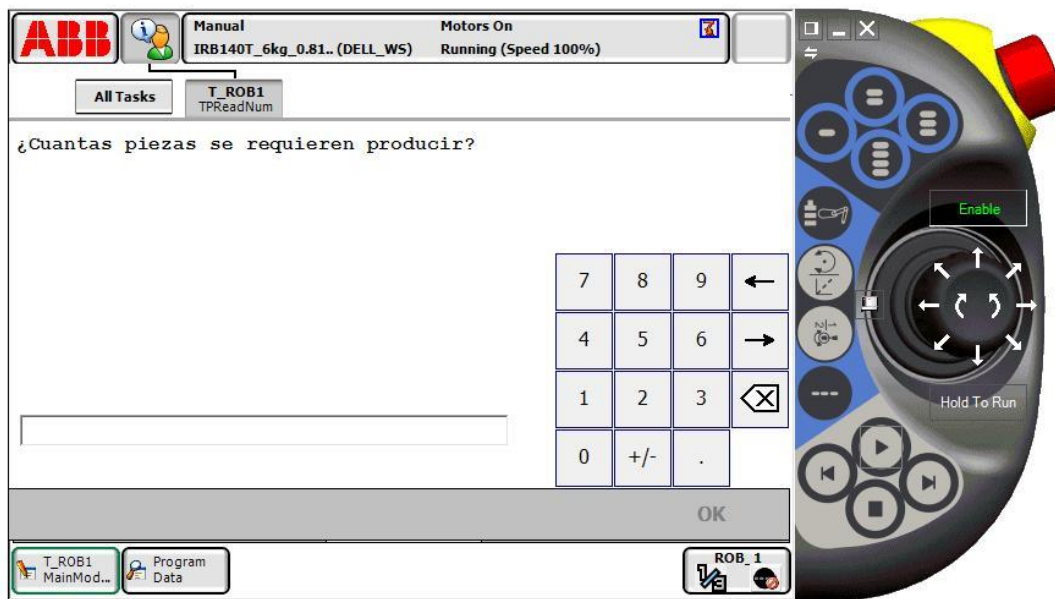 ABB
Manual
Motors On
IRB140T_6kg_0.81.. (DELL_WS)
Running (Speed 100%)
All Tasks
T_ROB1
TPReadNum
¿Cuantas piezas se requieren producir?
Enable
7 8 9
4 5 6
1 2 3
Hold To Run
0 +/- .
OK
T_ROB1
MainMod...
Program
Data
ROB_1
1/3